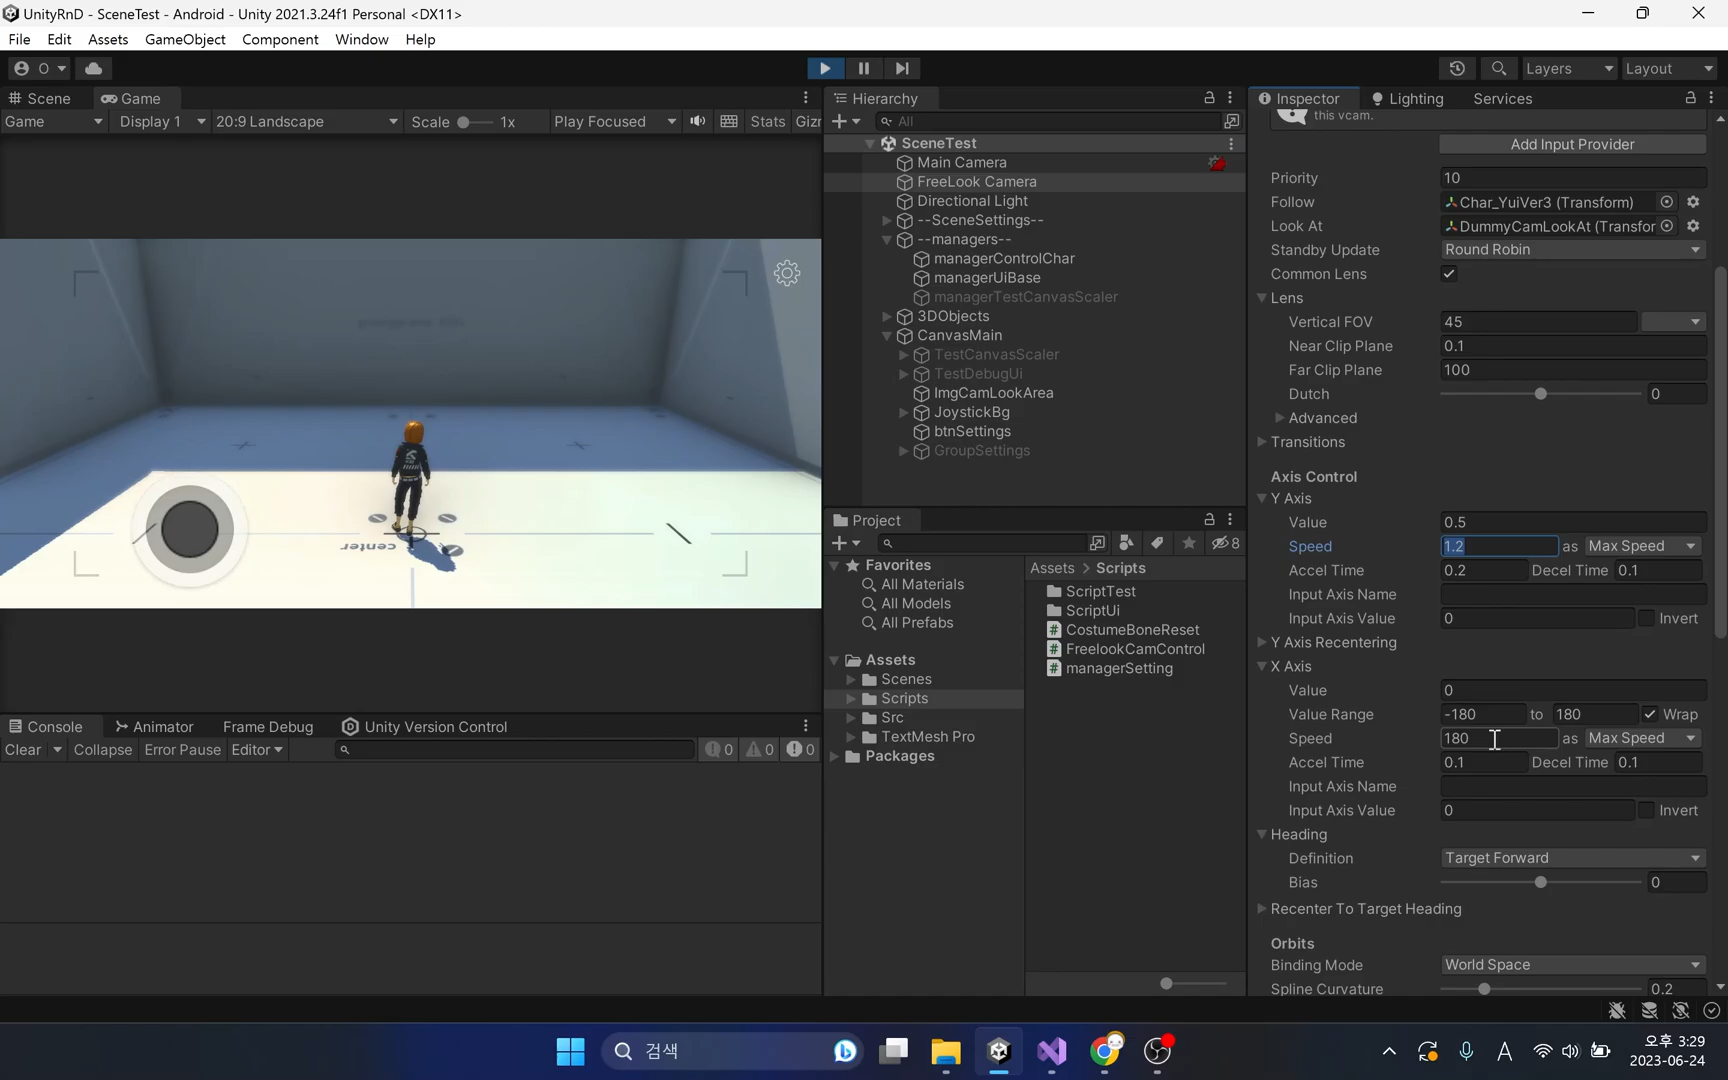 UnityRnD - SceneTest - Android - Unity 2021.3.24f1 Personal <DX11>
File Edit Assets GameObject Component Window Help
O Layers Layout
Scene Game
Game Display 1 20:9 Landscape Scale 1x Play Focused Stats Giz
center
Console Animator Frame Debug Unity Version Control
Clear Collapse Error Pause Editor 0 0 0
Hierarchy
All
SceneTest
Main Camera
FreeLook Camera
Directional Light
--SceneSettings--
--managers--
managerControlChar
managerUiBase
managerTestCanvasScaler
3DObjects
CanvasMain
TestCanvasScaler
TestDebugUi
ImgCamLookArea
JoystickBg
btnSettings
GroupSettings
Project
8
Favorites
All Materials
All Models
All Prefabs
Assets
Scenes
Scripts
Src
TextMesh Pro
Packages
Assets > Scripts
ScriptTest
ScriptUi
CostumeBoneReset
FreelookCamControl
managerSetting
Inspector Lighting Services
this vcam.
Add Input Provider
Priority 10
Follow Char_YuiVer3 (Transform)
Look At DummyCamLookAt (Transfor
Standby Update Round Robin
Common Lens
Lens
Vertical FOV 45
Near Clip Plane 0.1
Far Clip Plane 100
Dutch 0
Advanced
Transitions
Axis Control
Y Axis
Value 0.5
Speed 1.2 as Max Speed
Accel Time 0.2 Decel Time 0.1
Input Axis Name
Input Axis Value 0 Invert
Y Axis Recentering
X Axis
Value 0
Value Range -180 to 180 Wrap
Speed 180 as Max Speed
Accel Time 0.1 Decel Time 0.1
Input Axis Name
Input Axis Value 0 Invert
Heading
Definition Target Forward
Bias 0
Recenter To Target Heading
Orbits
Binding Mode World Space
Spline Curvature 0.2
검색
A 오후 3:29
2023-06-24